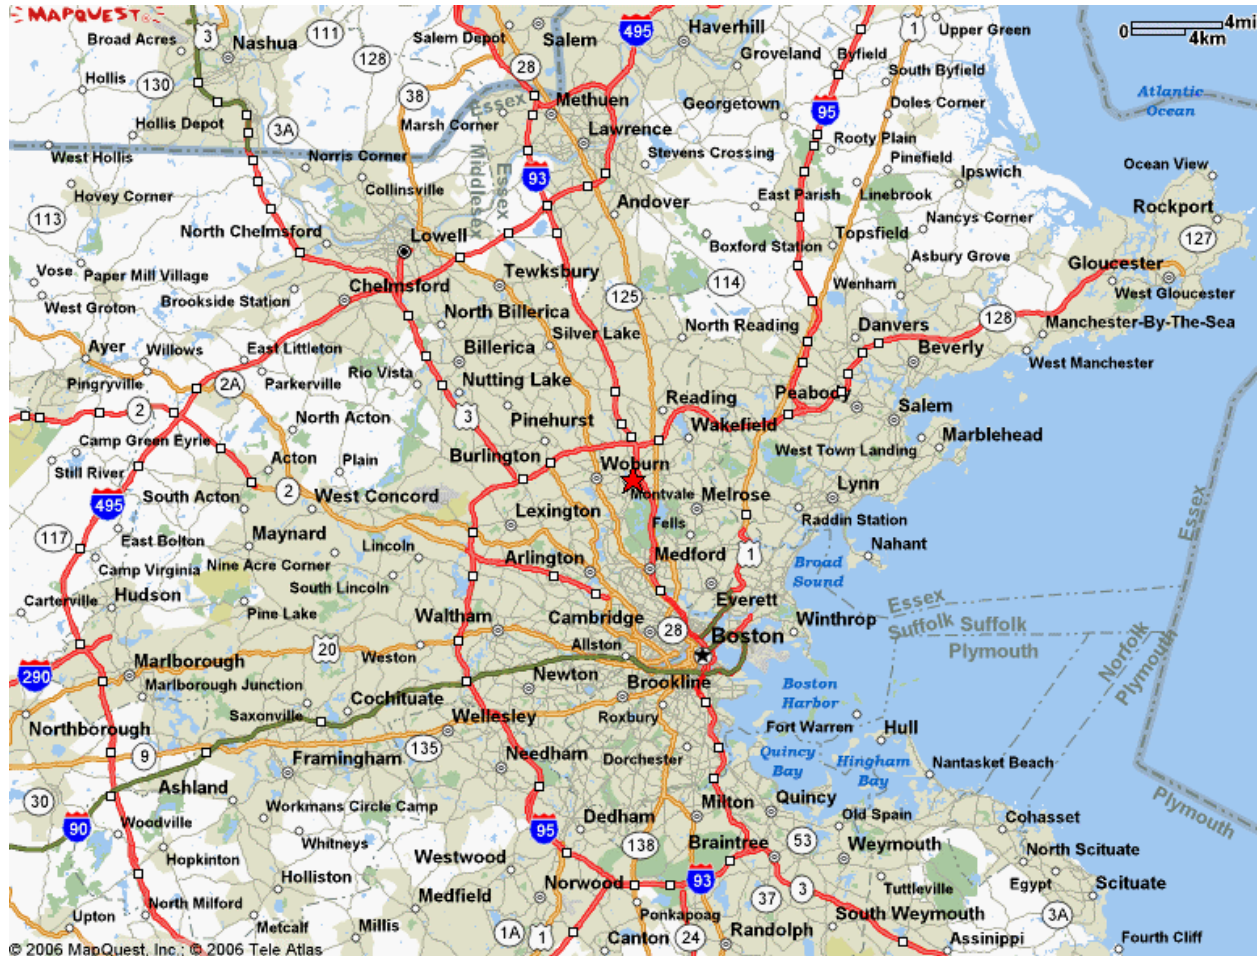 MAPQUEST
3
111
Salem Depot
Salem
495
Haverhill
1
Upper Green
4mi
0
4km
Broad Acres
Nashua
128
28
Groveland
Byfield
Hollis
130
38
Essex
Methuen
Georgetown
95
South Byfield
Doles Corner
Atlantic
Ocean
Hollis Depot
3A
Marsh Corner
Lawrence
Rooty Plain
West Hollis
Norris Corner
Middlesex
Essex
Stevens Crossing
Pinefield
Ocean View
Hovey Corner
Collinsville
93
East Parish
Linebrook
Ipswich
113
Andover
Nancys Corner
Rockport
North Chelmsford
Lowell
Boxford Station
Topsfield
127
Vose
Paper Mill Village
Tewksbury
114
Asbury Grove
Gloucester
West Groton
Brookside Station
Chelmsford
125
Wenham
West Gloucester
North Billerica
Silver Lake
North Reading
Danvers
128
Manchester-By-The-Sea
Ayer
Willows
East Littleton
Billerica
Beverly
West Manchester
Pingryville
2A
Parkerville
Rio Vista
Nutting Lake
Reading
Peabody
2
North Acton
3
Pinehurst
Wakefield
Salem
Camp Green Eyrie
Burlington
Woburn
West Town Landing
Marblehead
Still River
Acton
Plain
495
South Acton
2
West Concord
Montvale
Melrose
Lynn
117
East Bolton
Maynard
Lexington
Fells
Raddin Station
Essex
Camp Virginia
Nine Acre Corner
Lincoln
Arlington
Medford
1
Broad
Sound
Nahant
Carterville
Hudson
South Lincoln
Pine Lake
Waltham
Cambridge
Everett
Essex
Suffolk
Suffolk
Plymouth
Winthrop
20
28
Boston
Norfolk
Plymouth
Allston
290
Marlborough
Weston
Marlborough Junction
Newton
Brookline
Boston
Harbor
Cochituate
Northborough
Saxonville
Wellesley
Roxbury
Fort Warren
Hull
9
135
Framingham
Needham
Dorchester
Quincy
Bay
Hingham
Bay
Nantasket Beach
30
Ashland
Workmans Circle Camp
Milton
Quincy
Plymouth
90
Woodville
Whitneys
95
Dedham
Old Spain
Cohasset
Hopkinton
Westwood
138
Braintree
53
Weymouth
North Scituate
Holliston
Medfield
Norwood
93
37
3
Tuttleville
Egypt
Scituate
Upton
North Milford
Metcalf
Millis
1A
1
Ponkapoag
South Weymouth
3A
Canton
24
Randolph
Assinippi
Fourth Cliff
© 2006 MapQuest, Inc.; © 2006 Tele Atlas